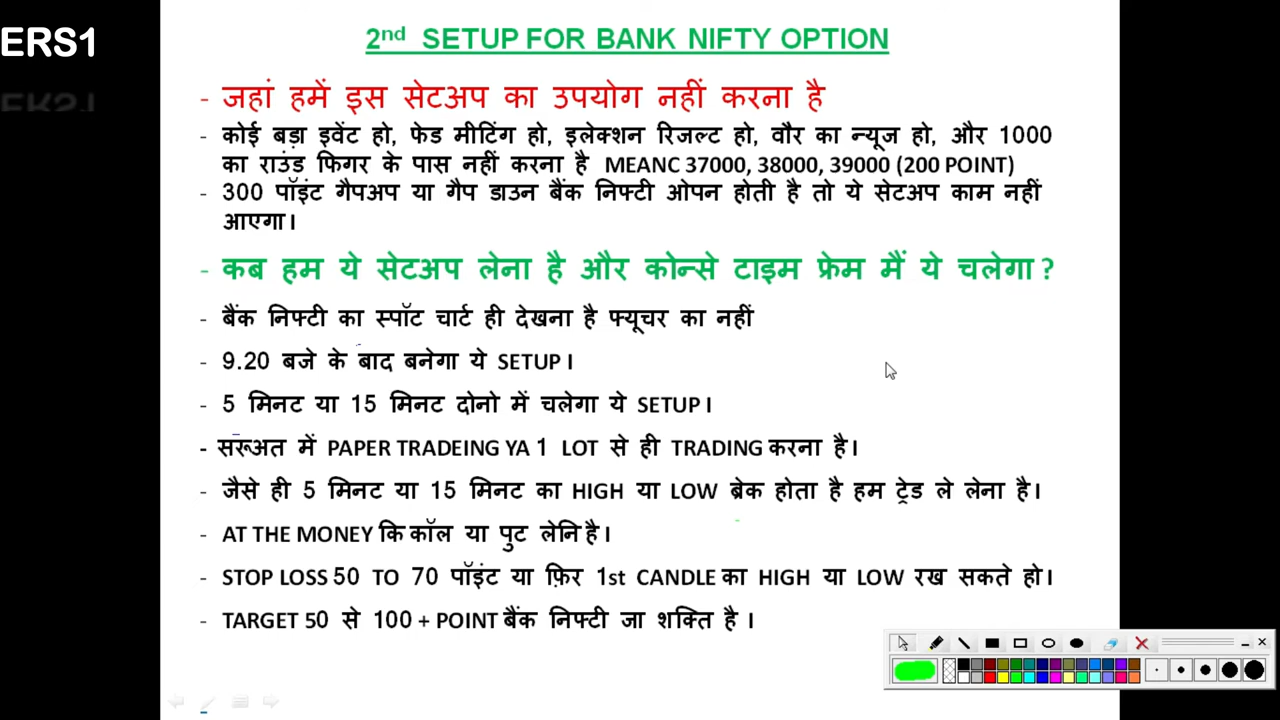 ERS1
2nd SETUP FOR BANK NIFTY OPTION
- जहां हमें इस सेटअप का उपयोग नहीं करना है
- कोई बड़ा इवेंट हो, फेड मीटिंग हो, इलेक्शन रिजल्ट हो, वौर का न्यूज हो, और 1000
का राउंड फिगर के पास नहीं करना है MEANC 37000, 38000, 39000 (200 POINT)
- 300 पॉइंट गैपअप या गैप डाउन बैंक निफ्टी ओपन होती है तो ये सेटअप काम नहीं
आएगा।
- कब हम ये सेटअप लेना है और कोन्से टाइम फ्रेम मैं ये चलेगा ?
- बैंक निफ्टी का स्पॉट चार्ट ही देखना है फ्यूचर का नहीं
- 9.20 बजे के बाद बनेगा ये SETUP।
- 5 मिनट या 15 मिनट दोनो में चलेगा ये SETUP।
- सरूअत में PAPER TRADEING YA 1 LOT से ही TRADING करना है।
- जैसे ही 5 मिनट या 15 मिनट का HIGH या LOW ब्रेक होता है हम ट्रेड ले लेना है।
- AT THE MONEY कि कॉल या पुट लेनि है।
- STOP LOSS 50 TO 70 पॉइंट या फ़िर 1st CANDLE का HIGH या LOW रख सकते हो।
- TARGET 50 से 100 + POINT बैंक निफ्टी जा शक्ति है ।